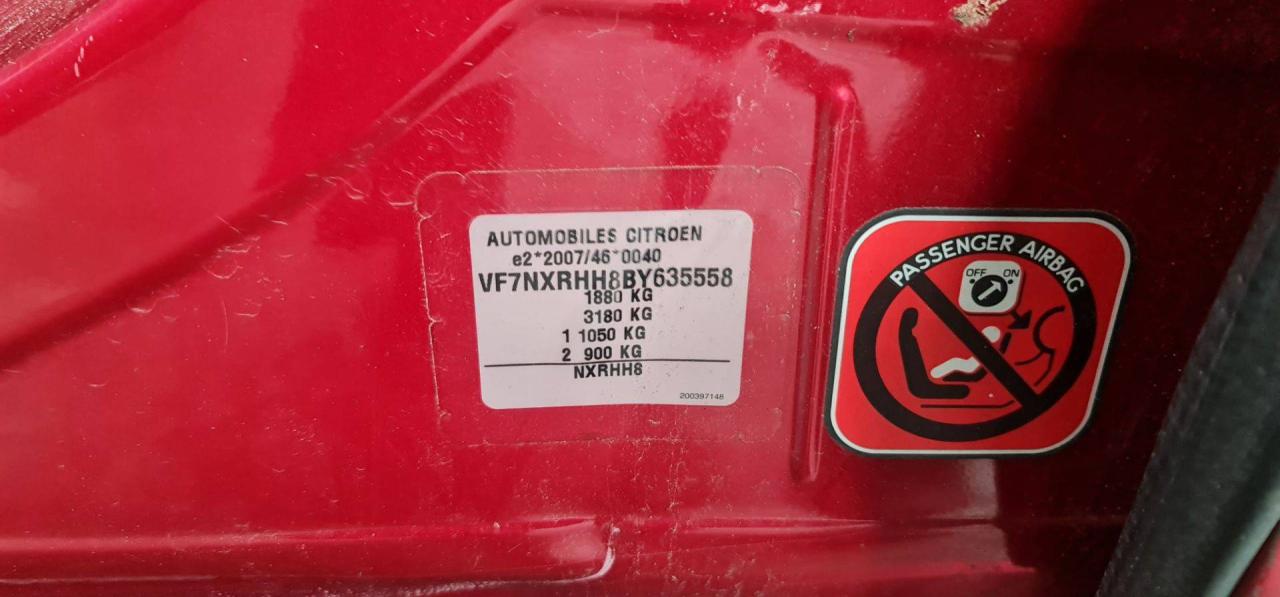 AUTOMOBILES CITROEN
e2*2007/46*0040
VF7NXRHH8BY635558
1880 KG
3180 KG
1 1050 KG
2 900 KG
NXRHH8
200397148
PASSENGER AIRBAG
OFF ON